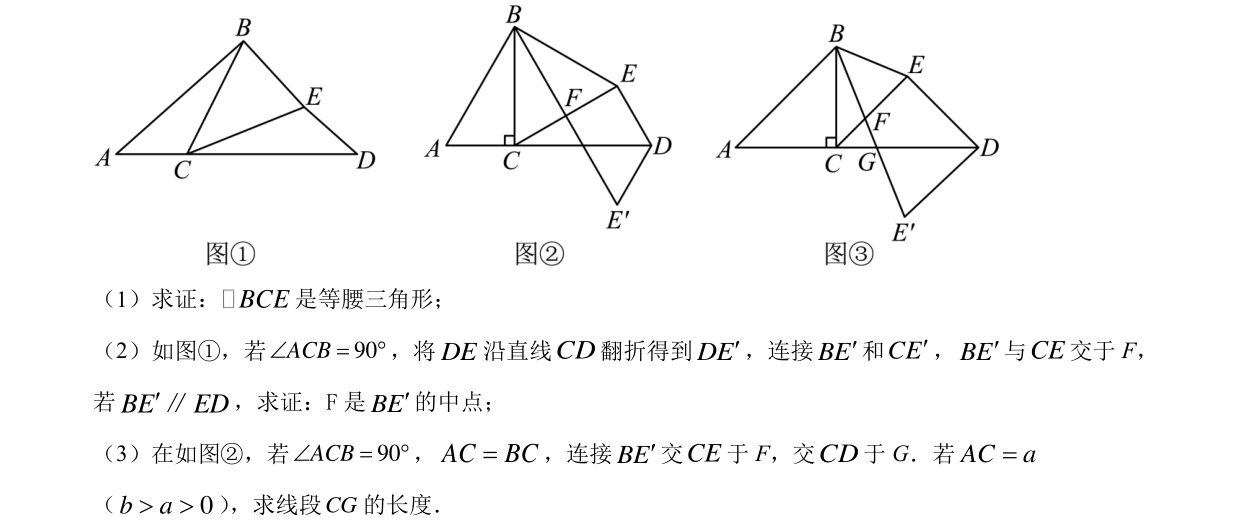 B
E
A
C
D
B
E
F
A
C
D
E′
B
E
F
A
C
G
D
E′
图①
图②
图③
（1）求证：□BCE是等腰三角形；
（2）如图①，若∠ACB=90°，将DE沿直线CD翻折得到DE′，连接BE′和CE′，BE′与CE交于F，
若BE′∥ED，求证：F是BE′的中点；
（3）在如图②，若∠ACB=90°，AC=BC，连接BE′交CE于F，交CD于G．若AC=a
（b>a>0），求线段CG的长度．